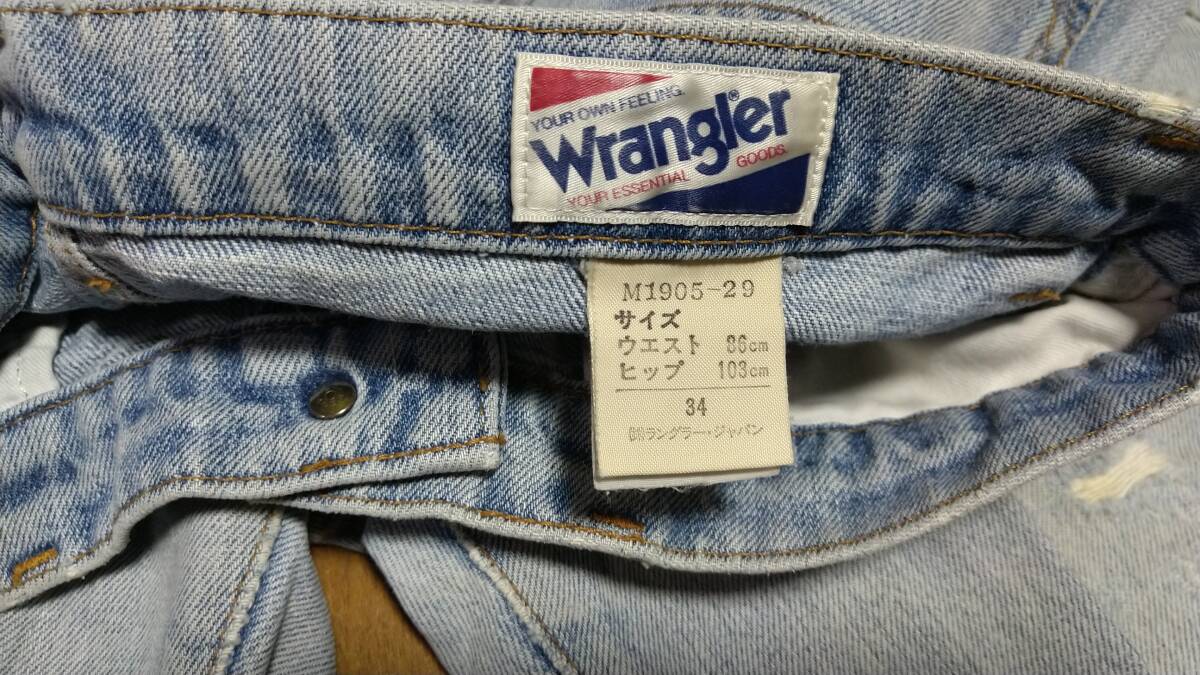 YOUR OWN FEELING.
Wrangler®
GOODS.
YOUR ESSENTIAL
M1905-29
サイズ
ウエスト 86cm
ヒップ 103cm
34
㈱ラングラー・ジャパン